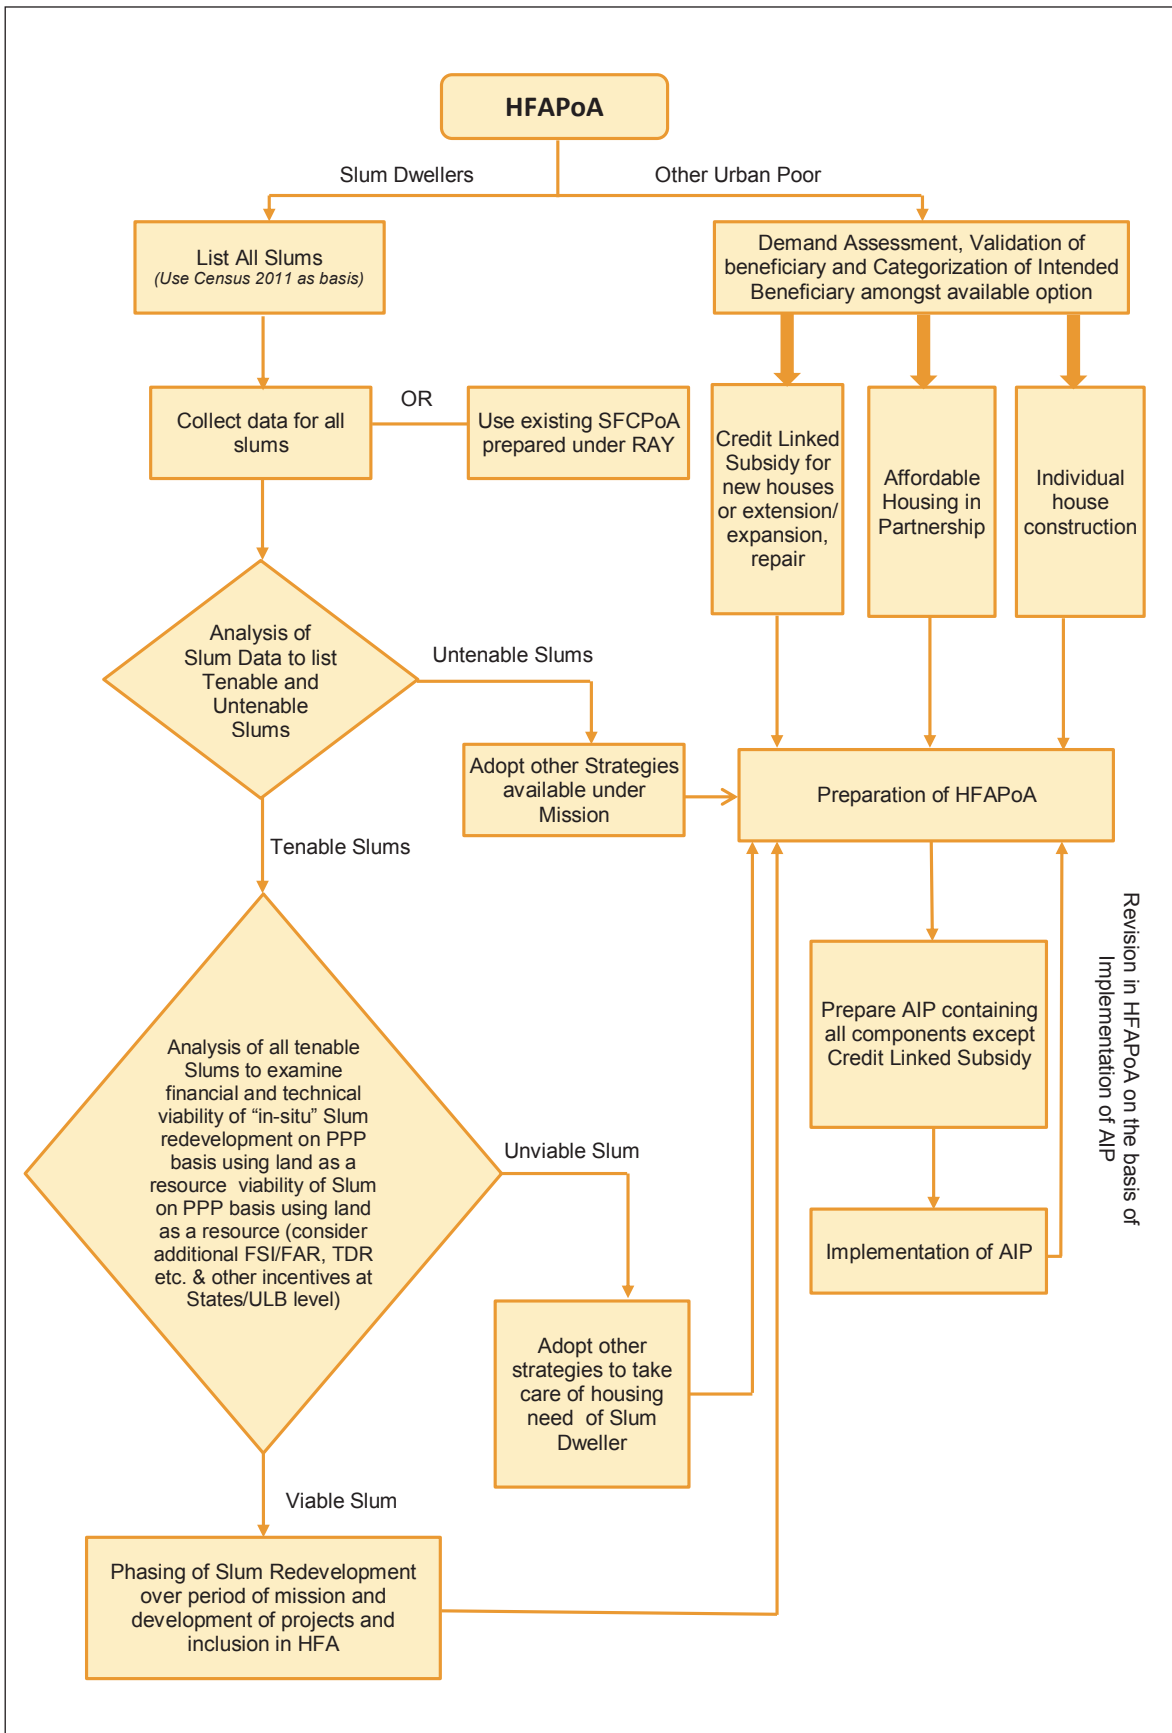 HFAPoA
Slum Dwellers
Other Urban Poor
List All Slums
(Use Census 2011 as basis)
Demand Assessment, Validation of
beneficiary and Categorization of Intended
Beneficiary amongst available option
Collect data for all
slums
OR
Use existing SFCPoA
prepared under RAY
Credit Linked
Subsidy for
new houses
or extension/
expansion,
repair
Affordable
Housing in
Partnership
Individual
house
construction
Analysis of
Slum Data to list
Tenable and
Untenable
Slums
Untenable Slums
Adopt other Strategies
available under
Mission
Preparation of HFAPoA
Tenable Slums
Analysis of all tenable
Slums to examine
financial and technical
viability of “in-situ” Slum
redevelopment on PPP
basis using land as a
resource  viability of Slum
on PPP basis using land
as a resource (consider
additional FSI/FAR, TDR
etc. & other incentives at
States/ULB level)
Unviable Slum
Adopt other
strategies to take
care of housing
need  of Slum
Dweller
Prepare AIP containing
all components except
Credit Linked Subsidy
Implementation of AIP
Revision in HFAPoA on the basis of
Implementation of AIP
Viable Slum
Phasing of Slum Redevelopment
over period of mission and
development of projects and
inclusion in HFA